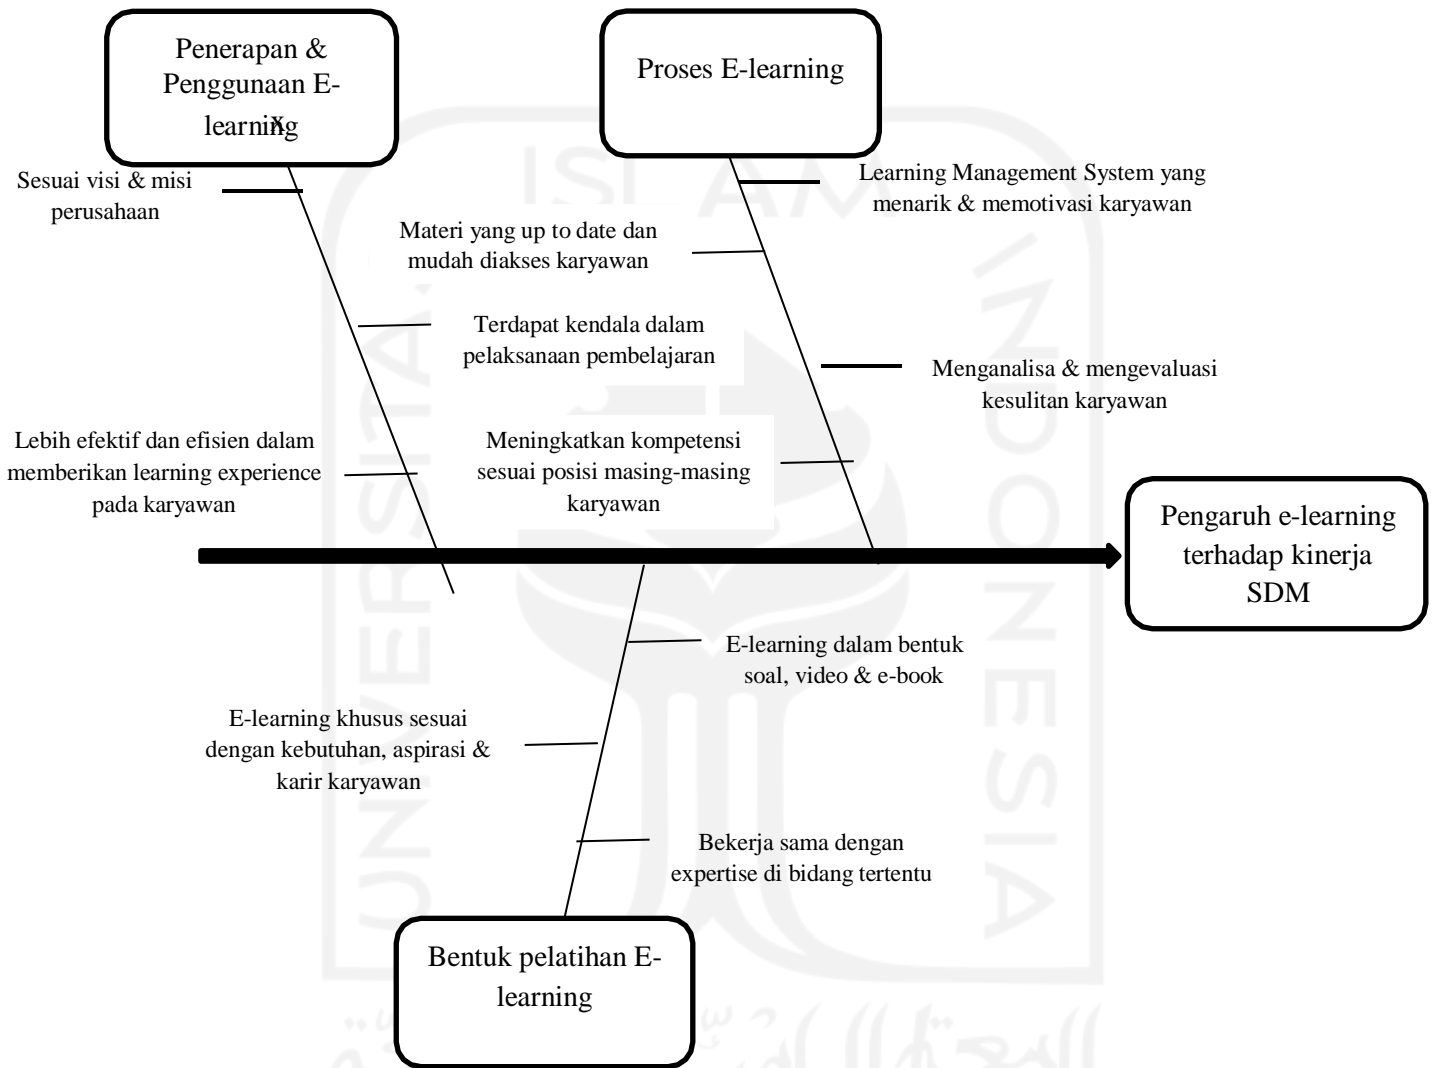 Penerapan &
Penggunaan E-
learning
x
Proses E-learning
Sesuai visi & misi
perusahaan
Learning Management System yang
menarik & memotivasi karyawan
Materi yang up to date dan
mudah diakses karyawan
Terdapat kendala dalam
pelaksanaan pembelajaran
Menganalisa & mengevaluasi
kesulitan karyawan
Lebih efektif dan efisien dalam
memberikan learning experience
pada karyawan
Meningkatkan kompetensi
sesuai posisi masing-masing
karyawan
Pengaruh e-learning
terhadap kinerja
SDM
E-learning dalam bentuk
soal, video & e-book
E-learning khusus sesuai
dengan kebutuhan, aspirasi &
karir karyawan
Bekerja sama dengan
expertise di bidang tertentu
Bentuk pelatihan E-
learning
ISLAM
UNIVERSITA
INDONESIA